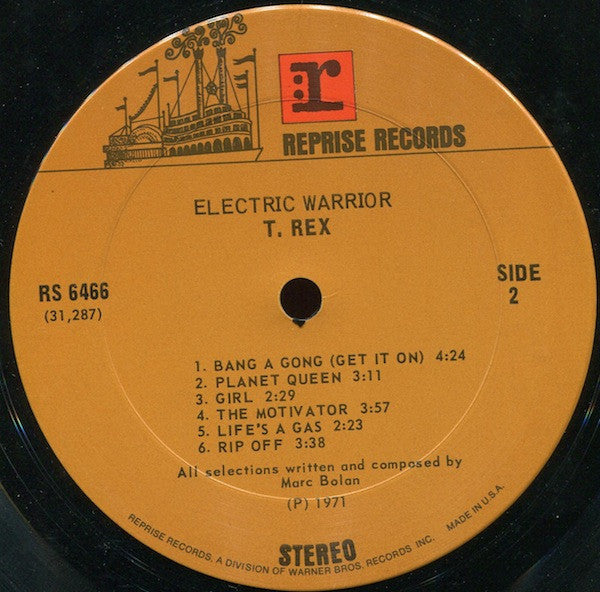 :r
REPRISE RECORDS
ELECTRIC WARRIOR
T. REX
RS 6466
(31,287)
SIDE
2
1. BANG A GONG (GET IT ON) 4:24
2. PLANET QUEEN 3:11
3. GIRL 2:29
4. THE MOTIVATOR 3:57
5. LIFE'S A GAS 2:23
6. RIP OFF 3:38
All selections written and composed by
Marc Bolan
(P) 1971
STEREO
REPRISE RECORDS, A DIVISION OF WARNER BROS. RECORDS INC. MADE IN U.S.A.